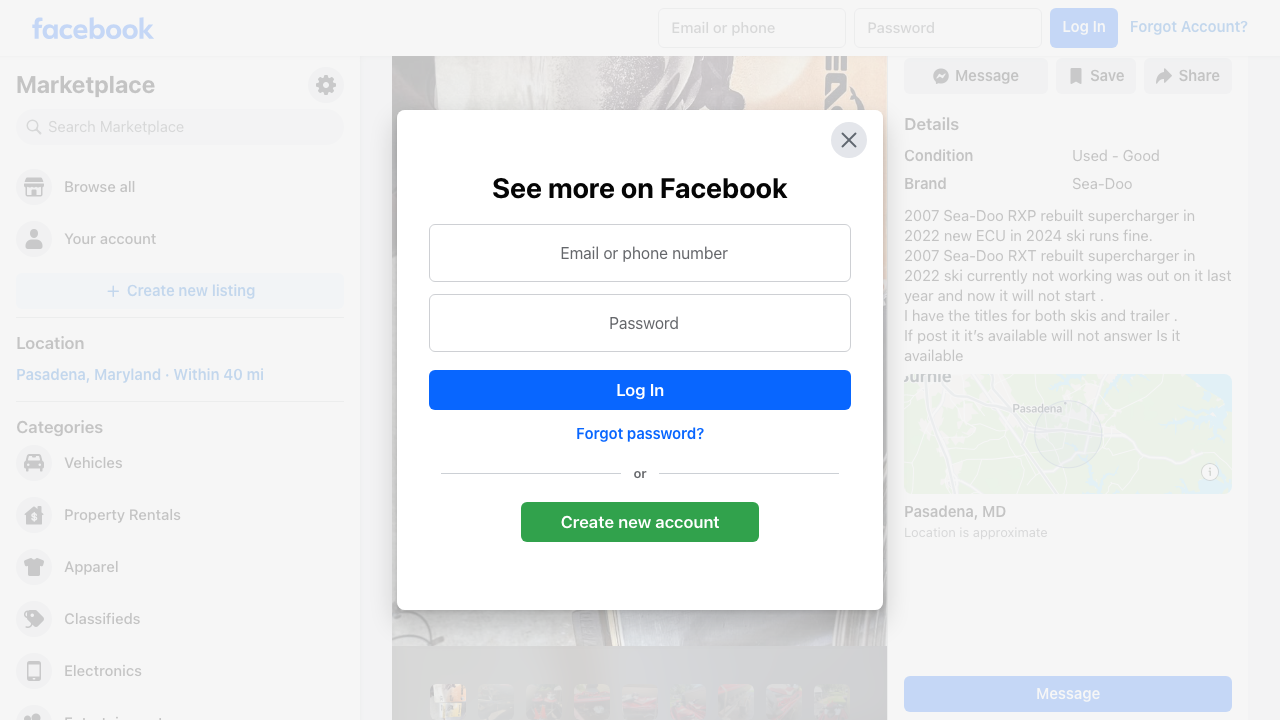 facebook
Email or phone
Password
Log In
Forgot Account?
Marketplace
Search Marketplace
Browse all
Your account
Create new listing
Location
Pasadena, Maryland · Within 40 mi
Categories
Vehicles
Property Rentals
Apparel
Classifieds
Electronics
See more on Facebook
Email or phone number
Password
Log In
Forgot password?
or
Create new account
Message
Save
Share
Details
Condition
Used - Good
Brand
Sea-Doo
2007 Sea-Doo RXP rebuilt supercharger in
2022 new ECU in 2024 ski runs fine.
2007 Sea-Doo RXT rebuilt supercharger in
2022 ski currently not working was out on it last
year and now it will not start .
I have the titles for both skis and trailer .
If post it it’s available will not answer Is it
available
Pasadena
Pasadena, MD
Location is approximate
Message